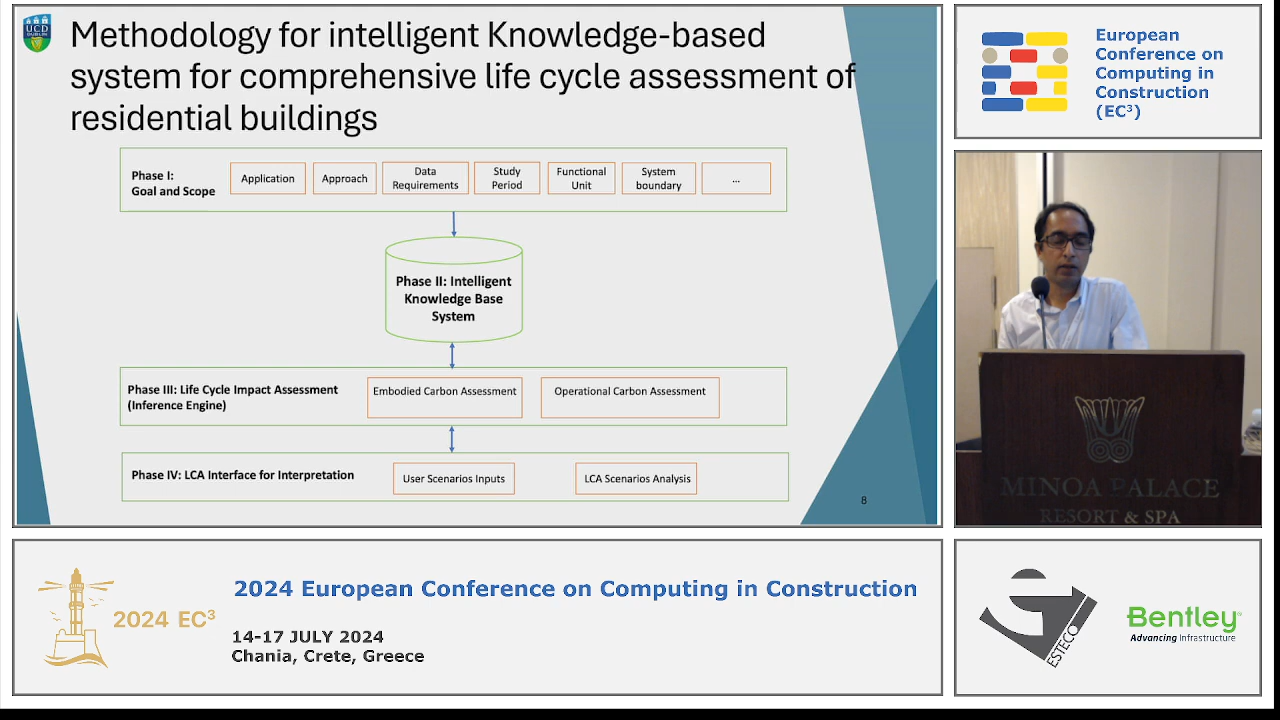 UCD
DUBLIN
Methodology for intelligent Knowledge-based
system for comprehensive life cycle assessment of
residential buildings
Phase I:
Goal and Scope
Application
Approach
Data
Requirements
Study
Period
Functional
Unit
System
boundary
...
Phase II: Intelligent
Knowledge Base
System
Phase III: Life Cycle Impact Assessment
(Inference Engine)
Embodied Carbon Assessment
Operational Carbon Assessment
Phase IV: LCA Interface for Interpretation
User Scenarios Inputs
LCA Scenarios Analysis
8
European
Conference on
Computing in
Construction
(EC³)
MINOA PALACE
RESORT & SPA
2024 EC³
2024 European Conference on Computing in Construction
14-17 JULY 2024
Chania, Crete, Greece
ESTECO
Bentley
Advancing Infrastructure